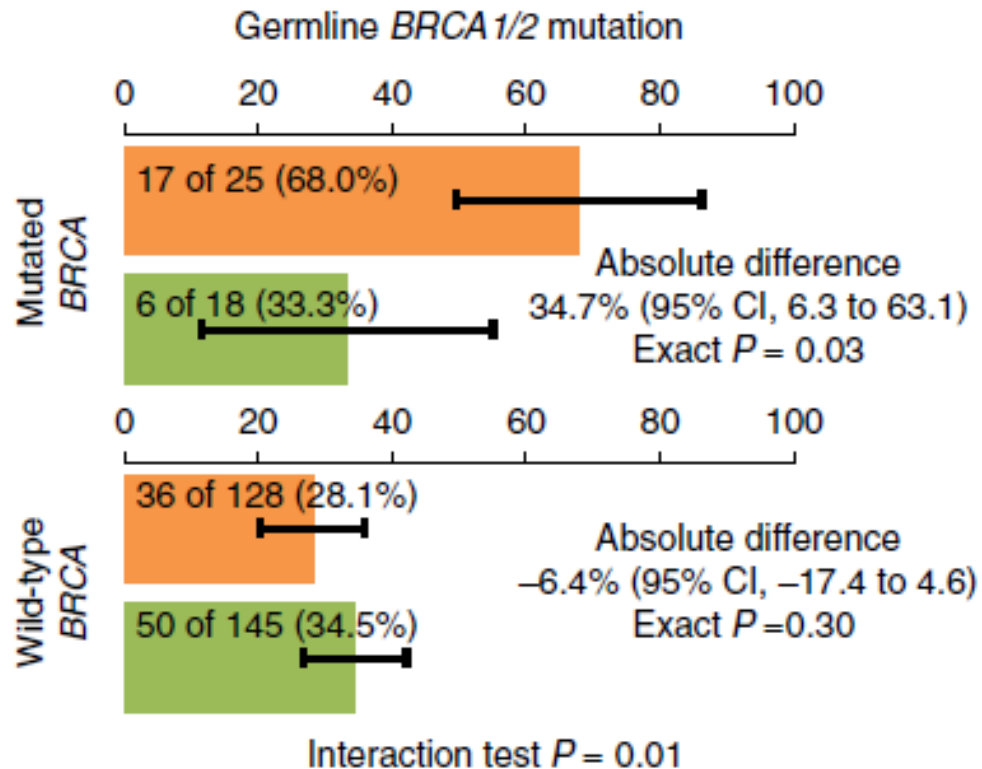 Germline BRCA1/2 mutation
0 20 40 60 80 100
Mutated
BRCA
17 of 25 (68.0%)
6 of 18 (33.3%)
Absolute difference
34.7% (95% CI, 6.3 to 63.1)
Exact P = 0.03
0 20 40 60 80 100
Wild-type
BRCA
36 of 128 (28.1%)
50 of 145 (34.5%)
Absolute difference
–6.4% (95% CI, –17.4 to 4.6)
Exact P =0.30
Interaction test P = 0.01